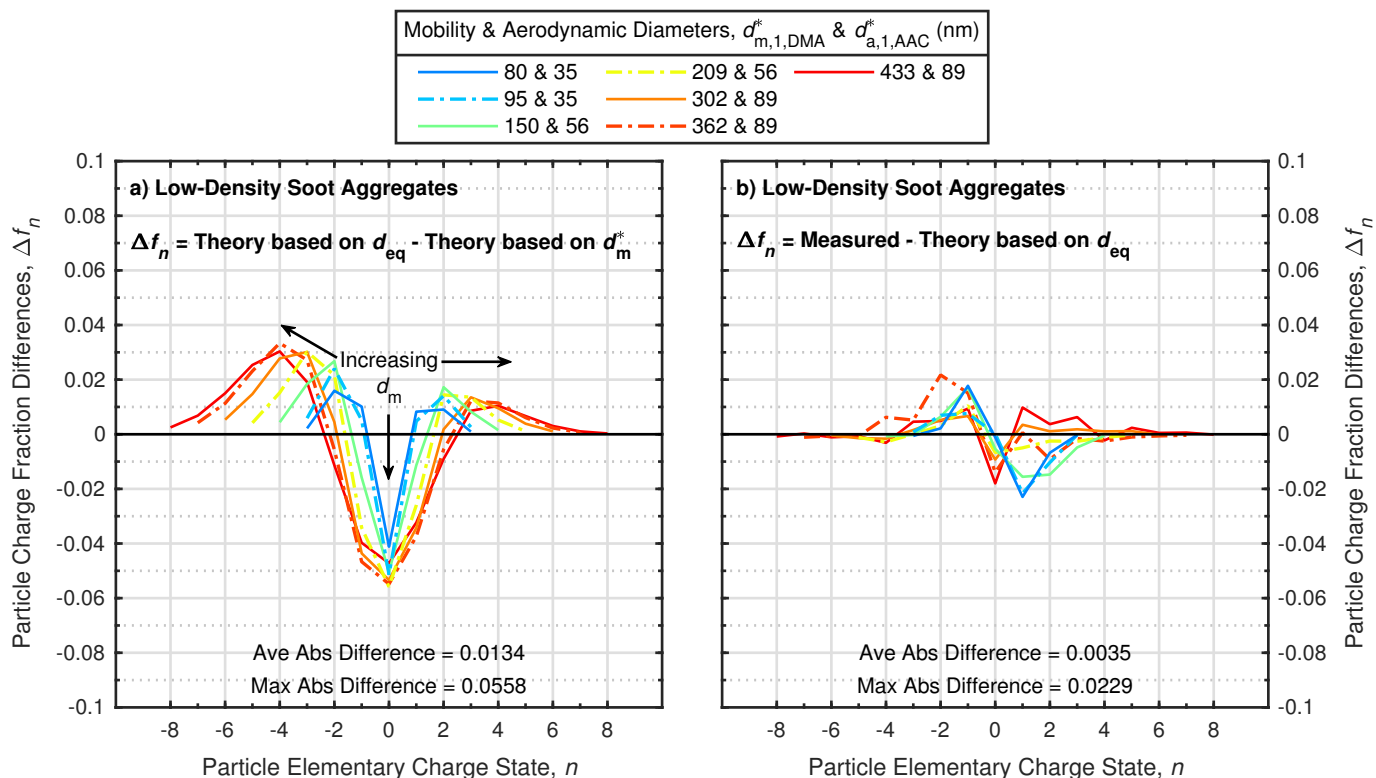 Mobility & Aerodynamic Diameters, d*m,1,DMA & d*a,1,AAC (nm)
80 & 35 209 & 56 433 & 89
95 & 35 302 & 89
150 & 56 362 & 89
a) Low-Density Soot Aggregates
Δfn = Theory based on deq - Theory based on d*m
Increasing
dm
Ave Abs Difference = 0.0134
Max Abs Difference = 0.0558
0.1
0.08
0.06
0.04
0.02
0
-0.02
-0.04
-0.06
-0.08
-0.1
Particle Charge Fraction Differences, Δfn
-8 -6 -4 -2 0 2 4 6 8
Particle Elementary Charge State, n
b) Low-Density Soot Aggregates
Δfn = Measured - Theory based on deq
Ave Abs Difference = 0.0035
Max Abs Difference = 0.0229
0.1
0.08
0.06
0.04
0.02
0
-0.02
-0.04
-0.06
-0.08
-0.1
Particle Charge Fraction Differences, Δfn
-8 -6 -4 -2 0 2 4 6 8
Particle Elementary Charge State, n